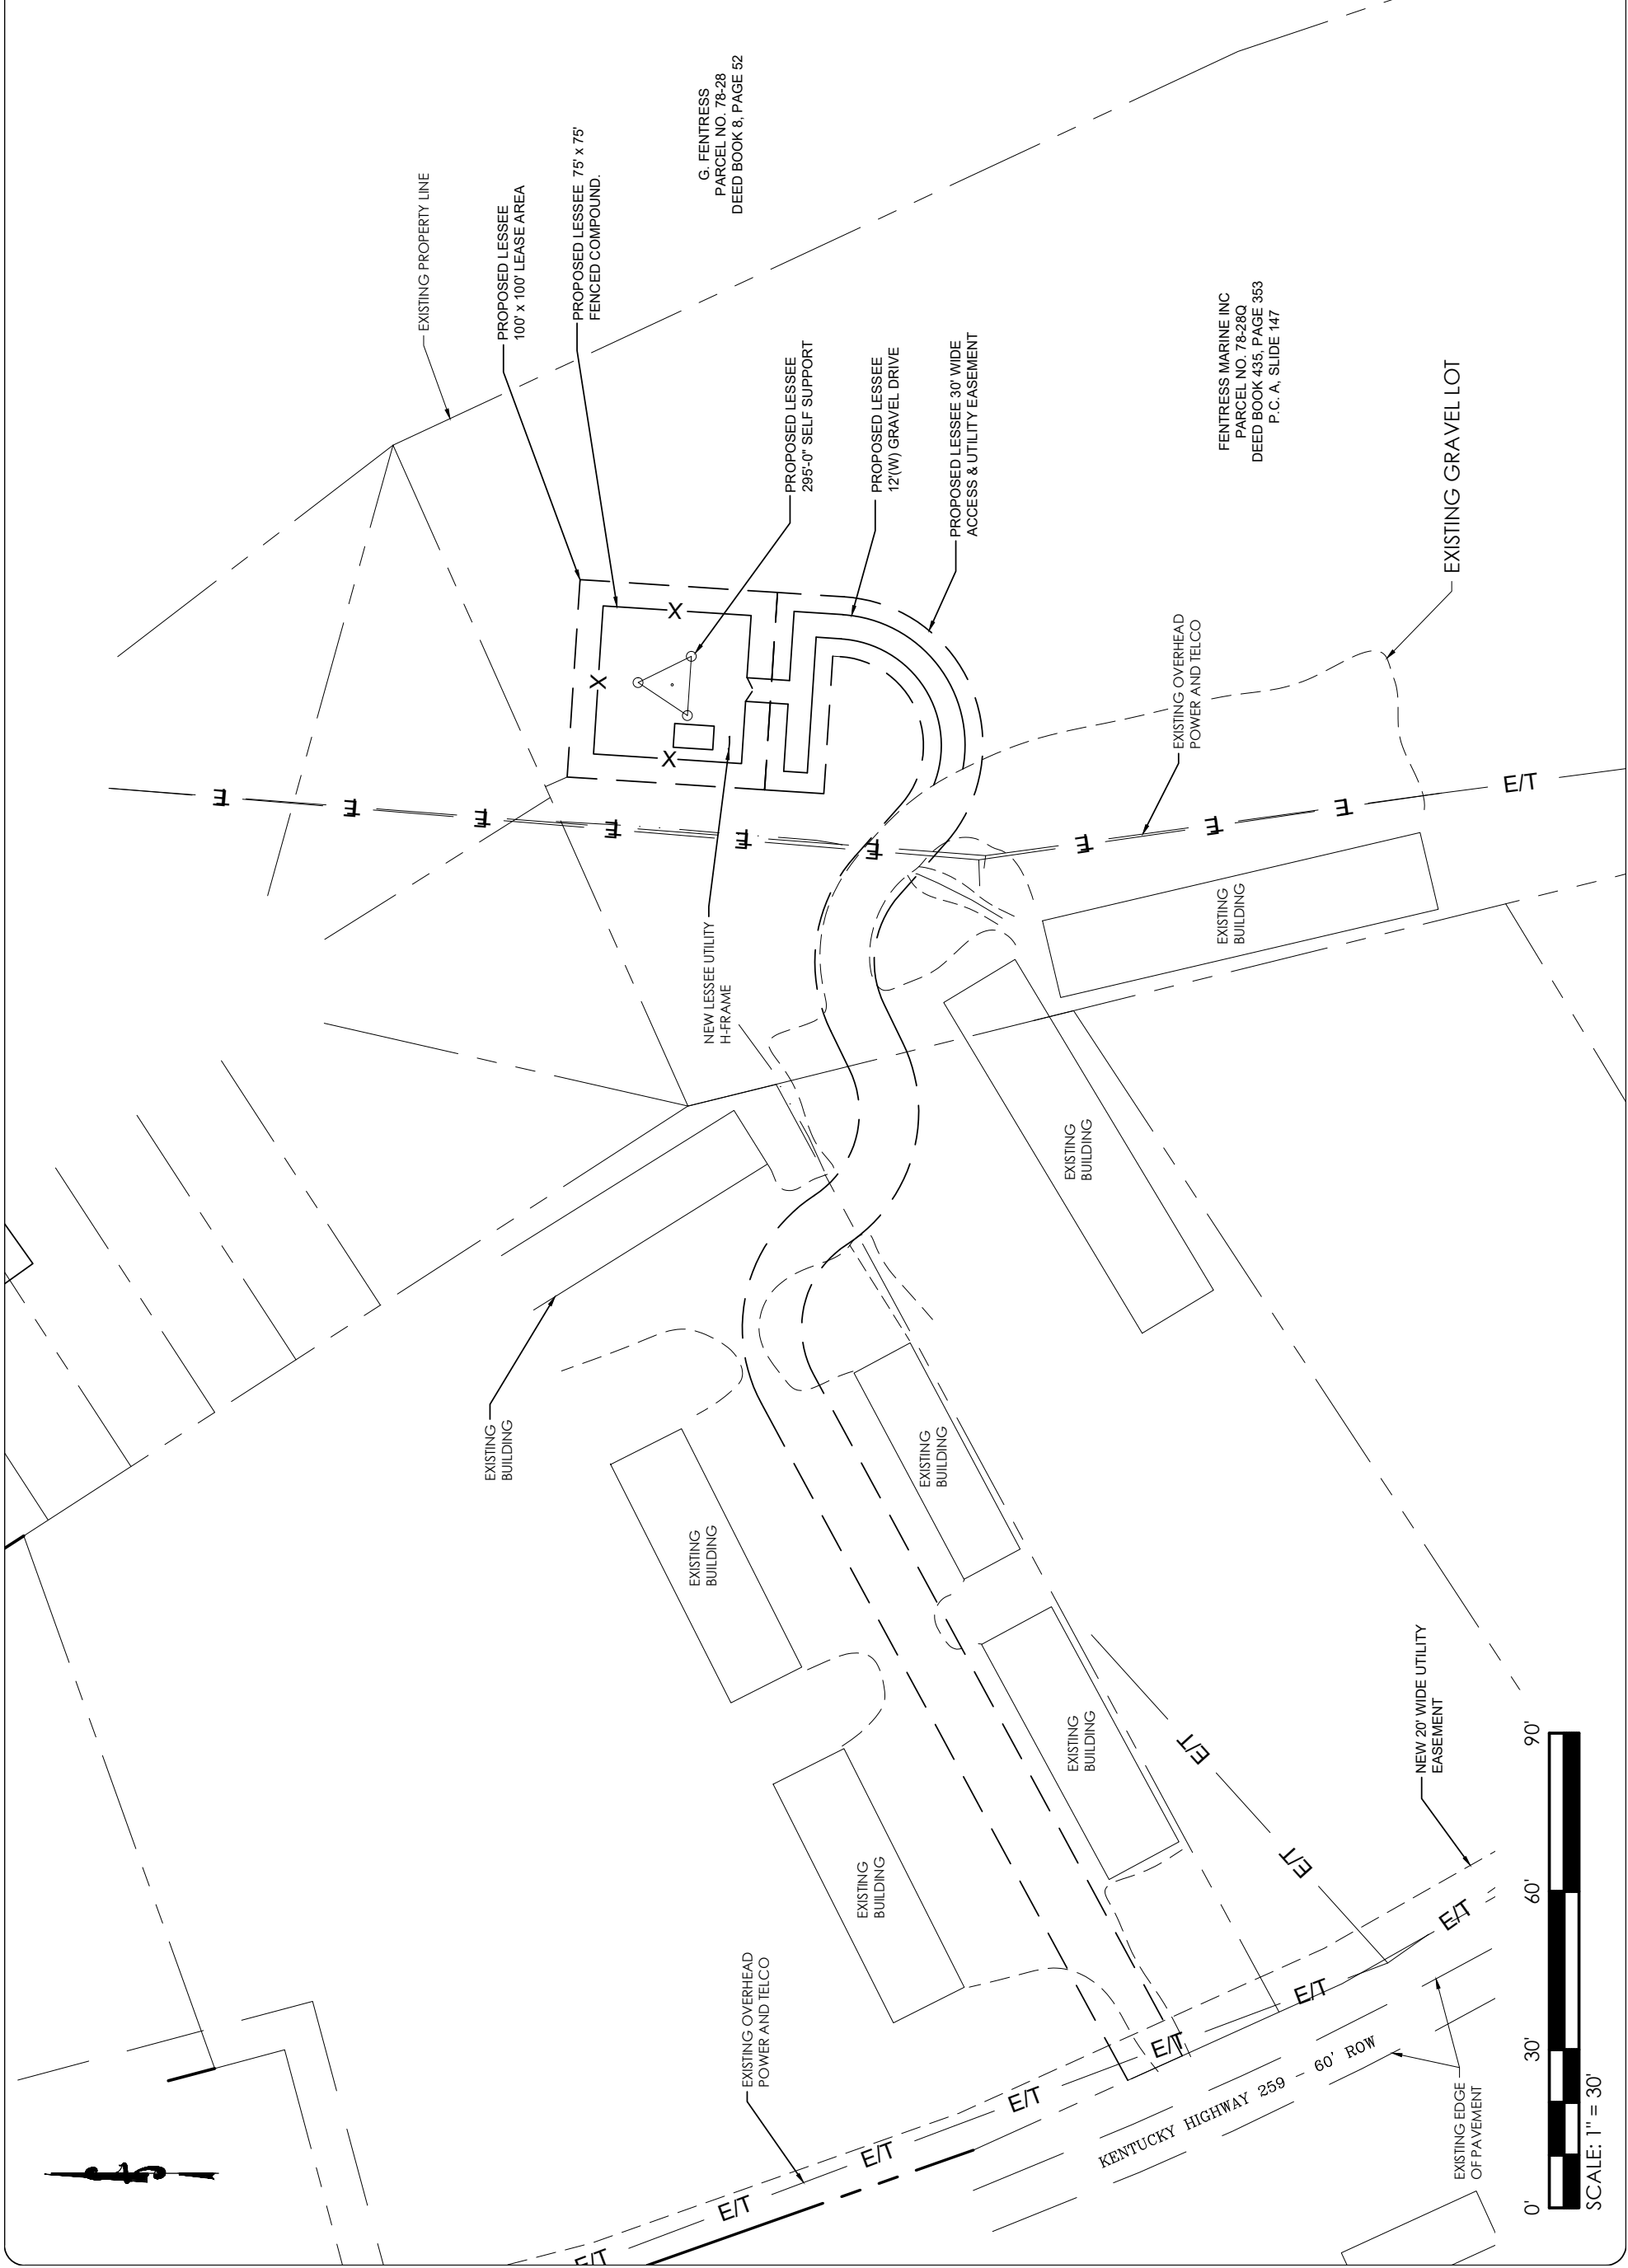 G. FENTRESS
PARCEL NO. 78-28
DEED BOOK 8, PAGE 52
EXISTING PROPERTY LINE
PROPOSED LESSEE
100' x 100' LEASE AREA
PROPOSED LESSEE 75' x 75'
FENCED COMPOUND.
PROPOSED LESSEE
295'-0" SELF SUPPORT
PROPOSED LESSEE
12'(W) GRAVEL DRIVE
PROPOSED LESSEE 30' WIDE
ACCESS & UTILITY EASEMENT
FENTRESS MARINE INC
PARCEL NO. 78-28Q
DEED BOOK 435, PAGE 353
P.C. A, SLIDE 147
EXISTING GRAVEL LOT
X
X
X
EXISTING OVERHEAD
POWER AND TELCO
E/T
NEW LESSEE UTILITY
H-FRAME
EXISTING
BUILDING
EXISTING
BUILDING
EXISTING
BUILDING
EXISTING
BUILDING
EXISTING
BUILDING
EXISTING
BUILDING
EXISTING
BUILDING
NEW 20' WIDE UTILITY
EASEMENT
E/T
E/T
EXISTING OVERHEAD
POWER AND TELCO
E/T
E/T
E/T
E/T
E/T
E/T
E/T
KENTUCKY HIGHWAY 259 - 60' ROW
EXISTING EDGE
OF PAVEMENT
0' 30' 60' 90'
SCALE: 1" = 30'